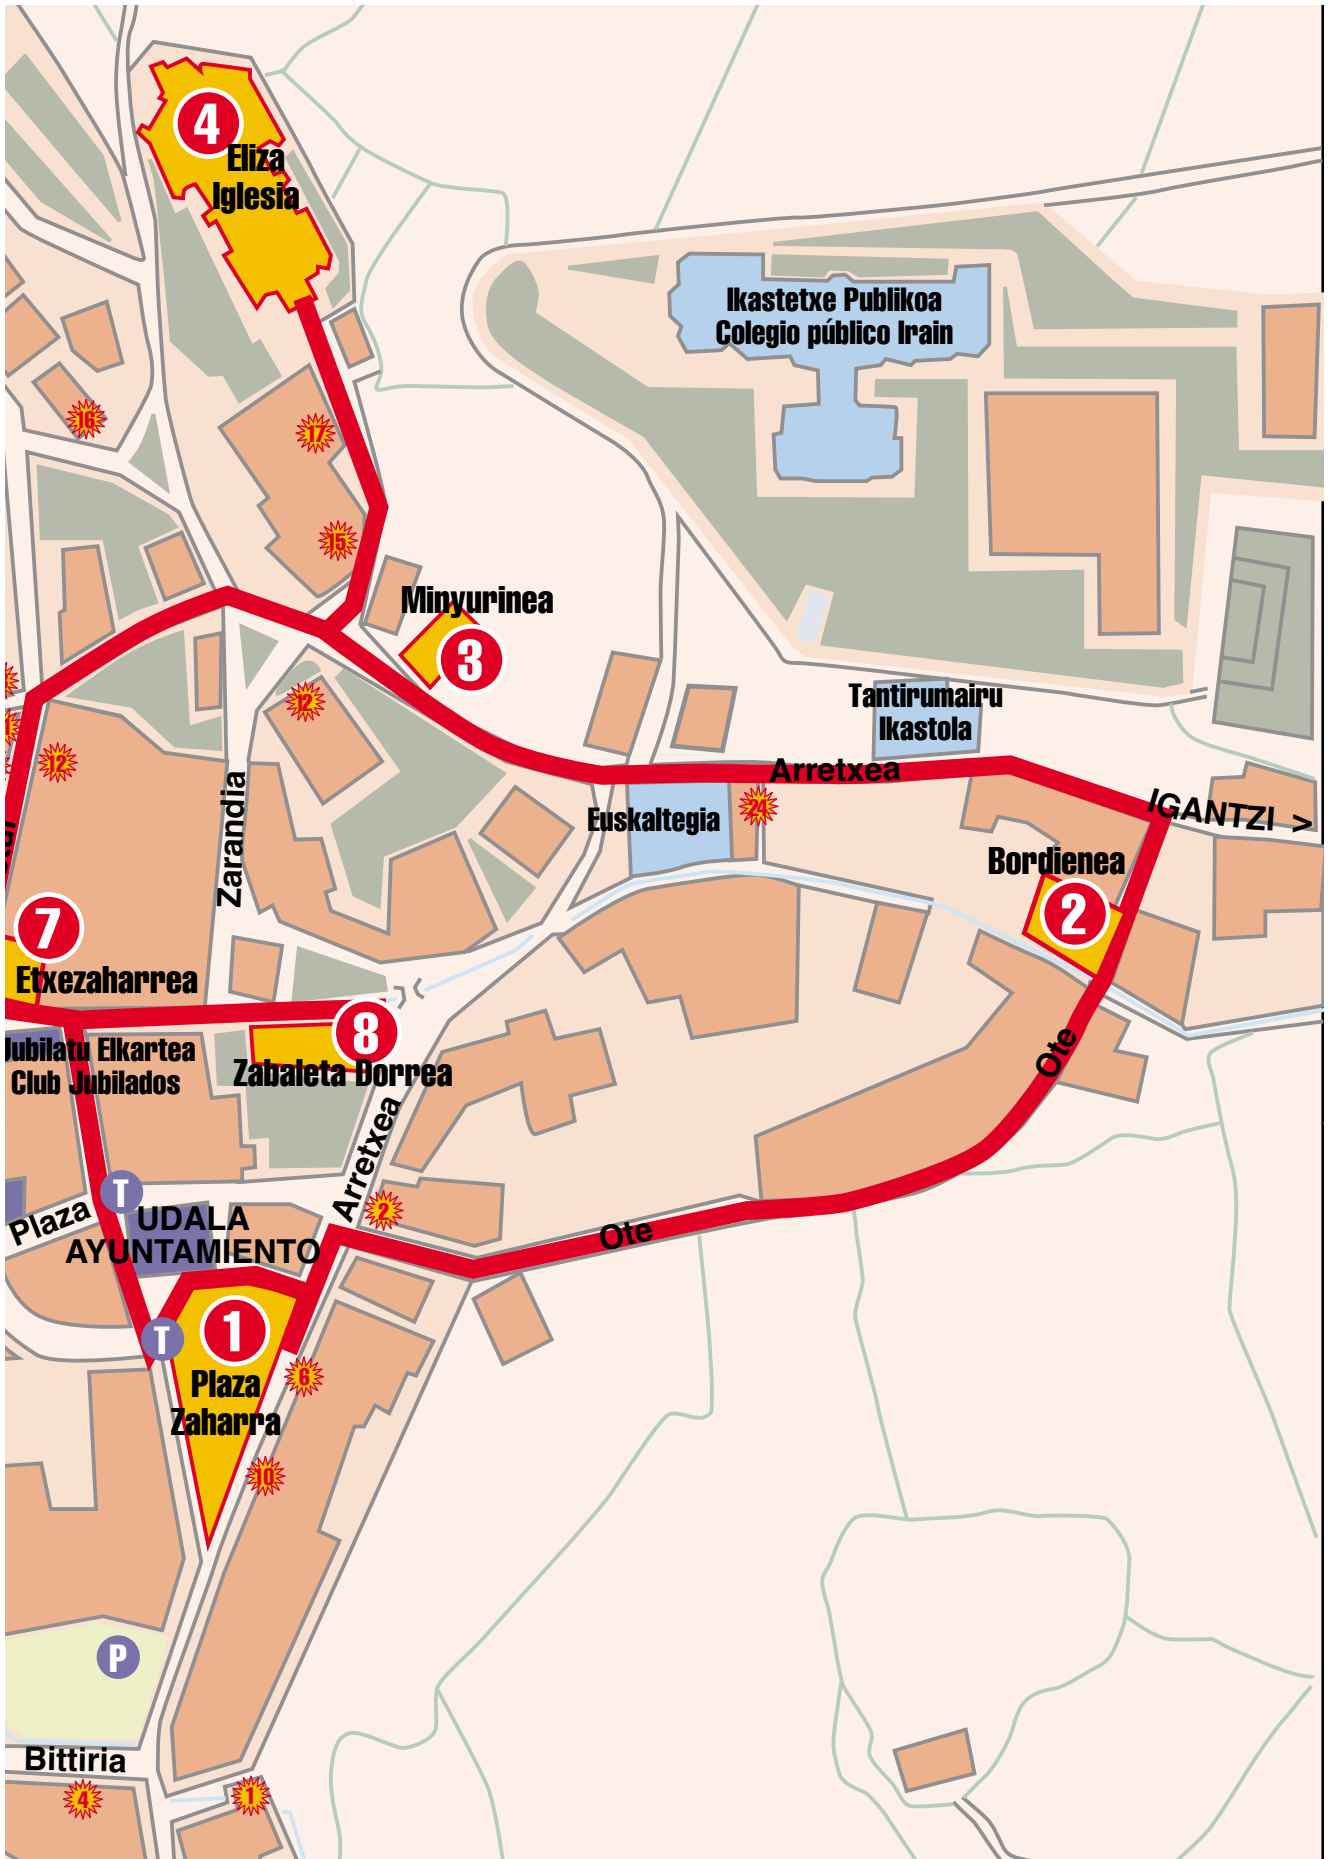 4
Eliza
Iglesia
Ikastetxe Publikoa
Colegio público Irain
16
17
15
Minyurinea
3
12
12
Tantirumairu
Ikastola
Arretxea
Zarandia
Euskaltegia
24
IGANTZI >
Bordienea
2
7
Etxezaharrea
8
Jubilatu Elkartea
Club Jubilados
Zabaleta Dorrea
Ote
Arretxea
T
Plaza
2
UDALA
AYUNTAMIENTO
Ote
1
T
Plaza
Zaharra
6
10
P
Bittiria
4
1